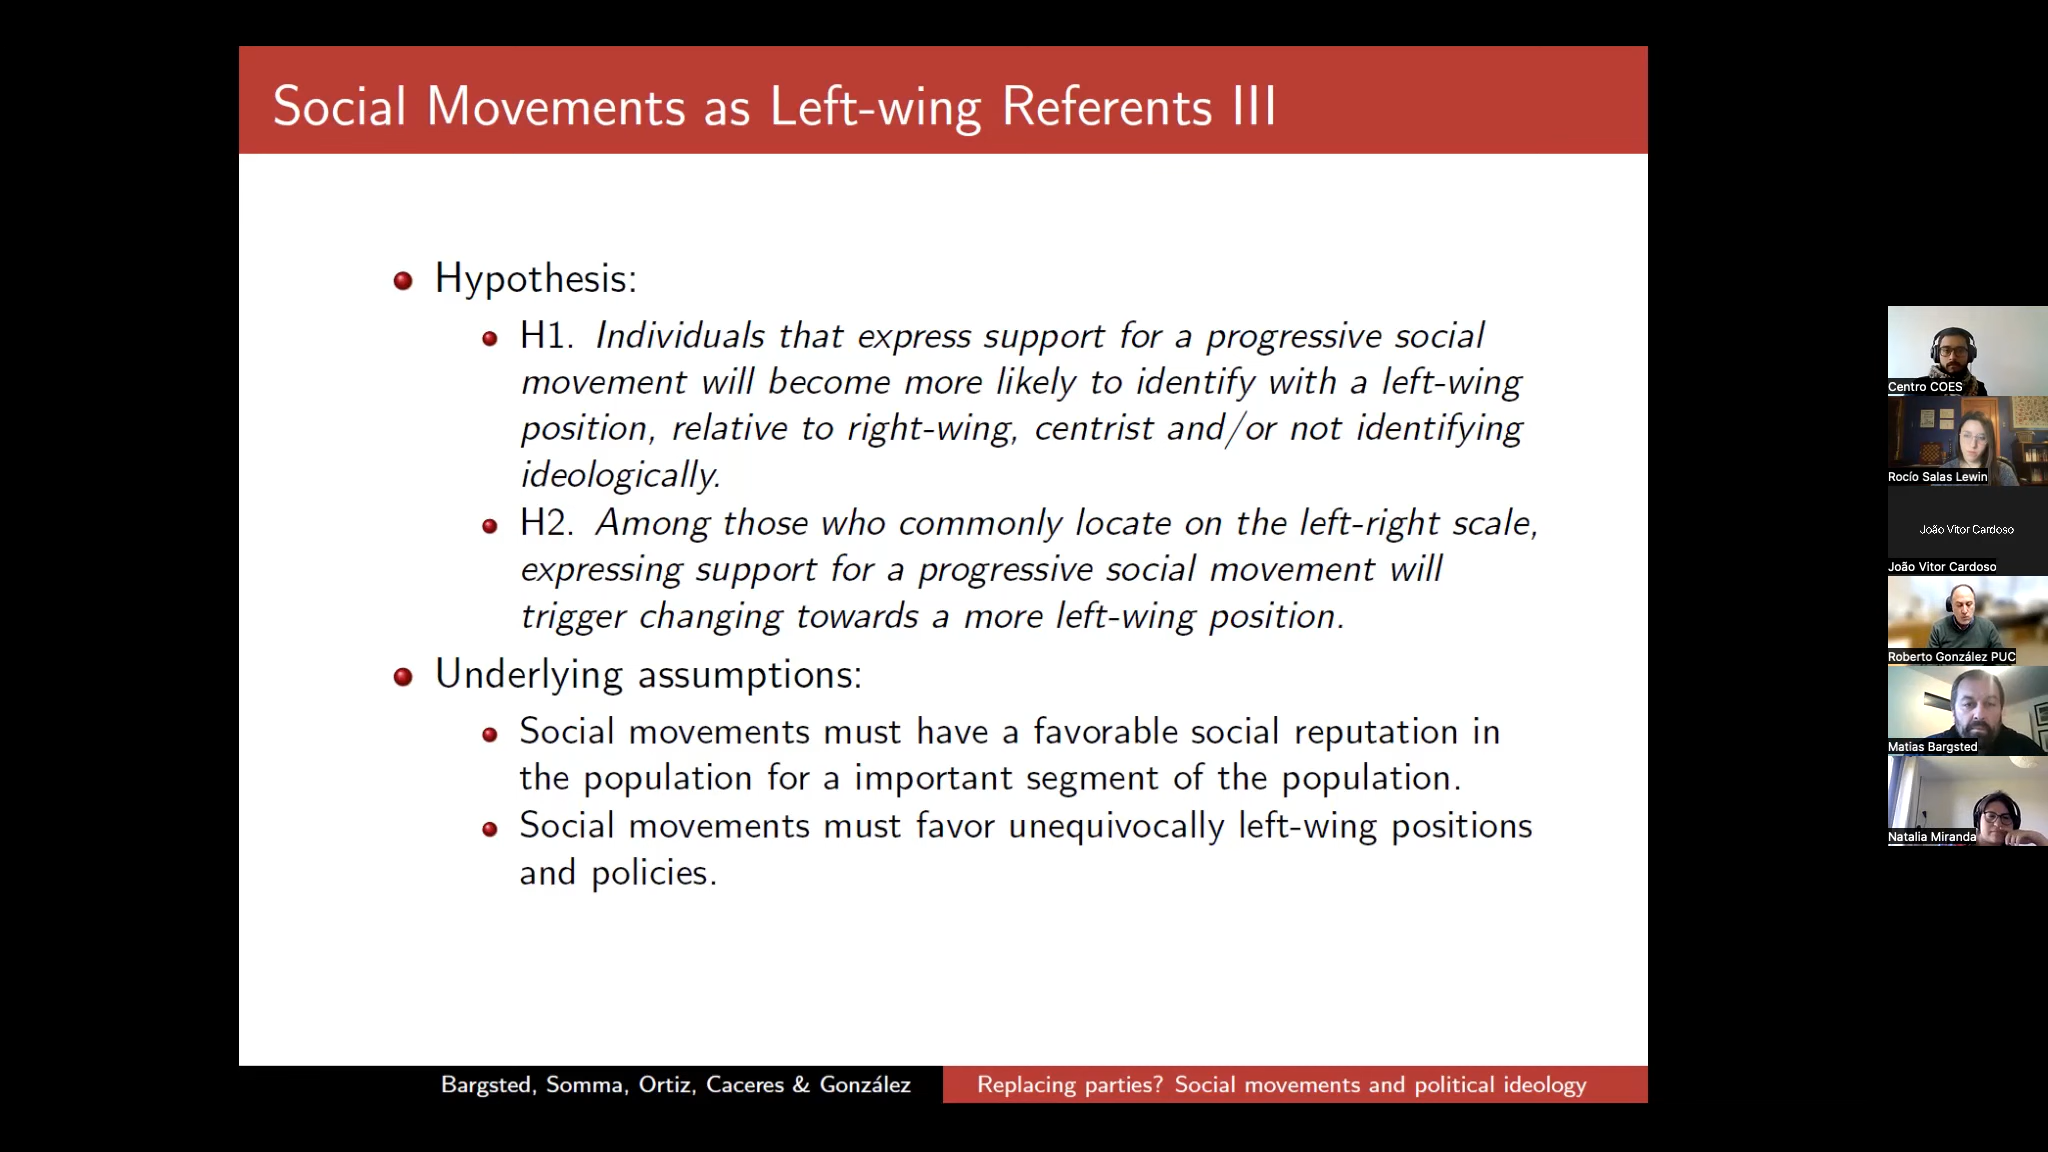 Social Movements as Left-wing Referents III
Hypothesis:
H1. Individuals that express support for a progressive social
movement will become more likely to identify with a left-wing
position, relative to right-wing, centrist and/or not identifying
ideologically.
H2. Among those who commonly locate on the left-right scale,
expressing support for a progressive social movement will
trigger changing towards a more left-wing position.
Underlying assumptions:
Social movements must have a favorable social reputation in
the population for a important segment of the population.
Social movements must favor unequivocally left-wing positions
and policies.
Bargsted, Somma, Ortiz, Caceres & González
Replacing parties? Social movements and political ideology
Centro COES
Rocío Salas Lewin
João Vitor Cardoso
João Vitor Cardoso
Roberto González PUC
Matias Bargsted
Natalia Miranda